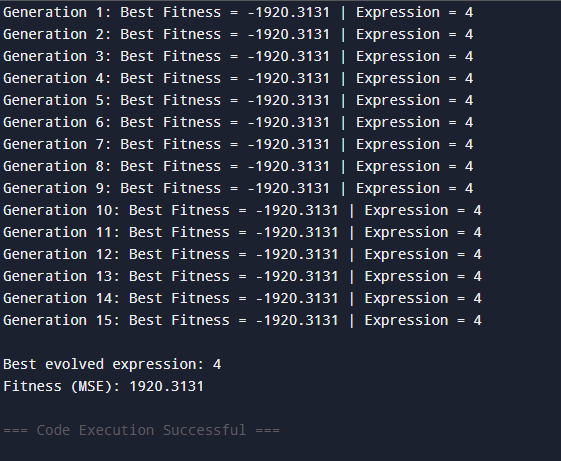 Generation 1: Best Fitness = -1920.3131 | Expression = 4
Generation 2: Best Fitness = -1920.3131 | Expression = 4
Generation 3: Best Fitness = -1920.3131 | Expression = 4
Generation 4: Best Fitness = -1920.3131 | Expression = 4
Generation 5: Best Fitness = -1920.3131 | Expression = 4
Generation 6: Best Fitness = -1920.3131 | Expression = 4
Generation 7: Best Fitness = -1920.3131 | Expression = 4
Generation 8: Best Fitness = -1920.3131 | Expression = 4
Generation 9: Best Fitness = -1920.3131 | Expression = 4
Generation 10: Best Fitness = -1920.3131 | Expression = 4
Generation 11: Best Fitness = -1920.3131 | Expression = 4
Generation 12: Best Fitness = -1920.3131 | Expression = 4
Generation 13: Best Fitness = -1920.3131 | Expression = 4
Generation 14: Best Fitness = -1920.3131 | Expression = 4
Generation 15: Best Fitness = -1920.3131 | Expression = 4
Best evolved expression: 4
Fitness (MSE): 1920.3131
=== Code Execution Successful ===